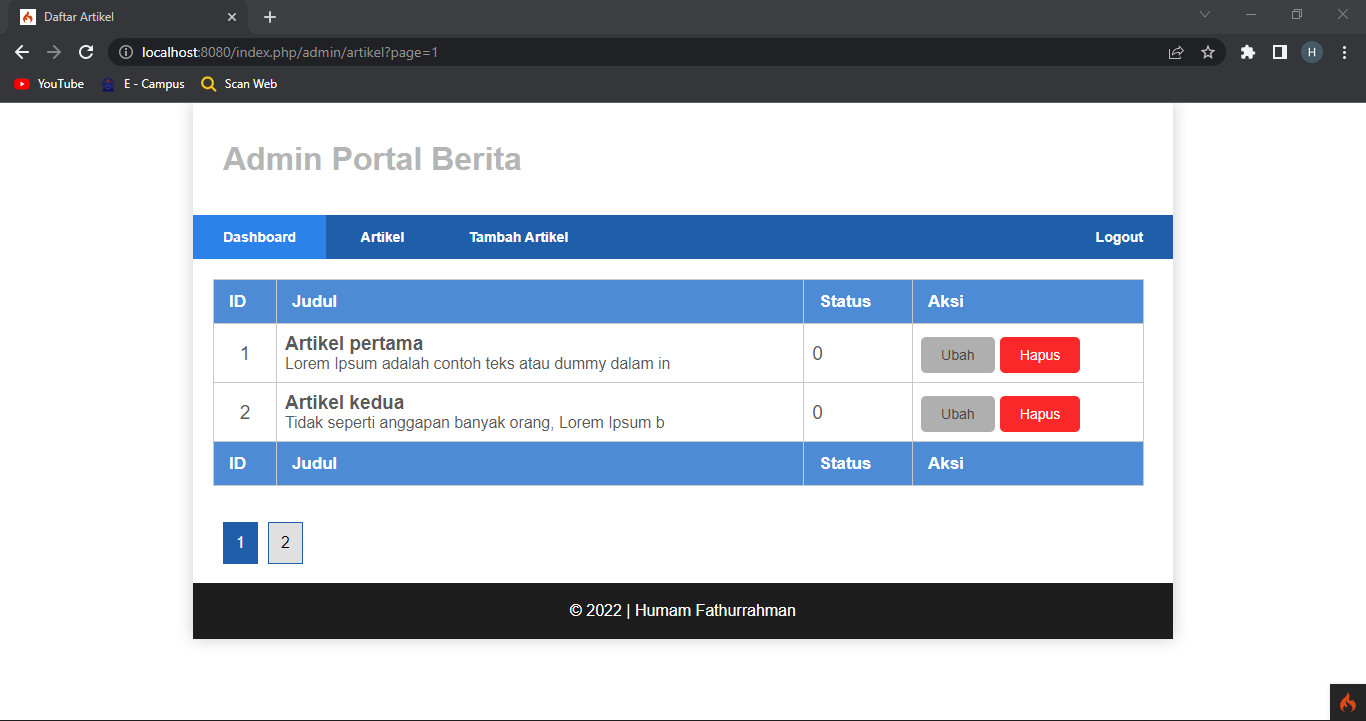 Daftar Artikel
localhost:8080/index.php/admin/artikel?page=1
H
YouTube E - Campus Scan Web
Admin Portal Berita
Dashboard Artikel Tambah Artikel Logout
ID Judul Status Aksi
1 Artikel pertama 0 Ubah Hapus
Lorem Ipsum adalah contoh teks atau dummy dalam in
2 Artikel kedua 0 Ubah Hapus
Tidak seperti anggapan banyak orang, Lorem Ipsum b
ID Judul Status Aksi
1 2
© 2022 | Humam Fathurrahman